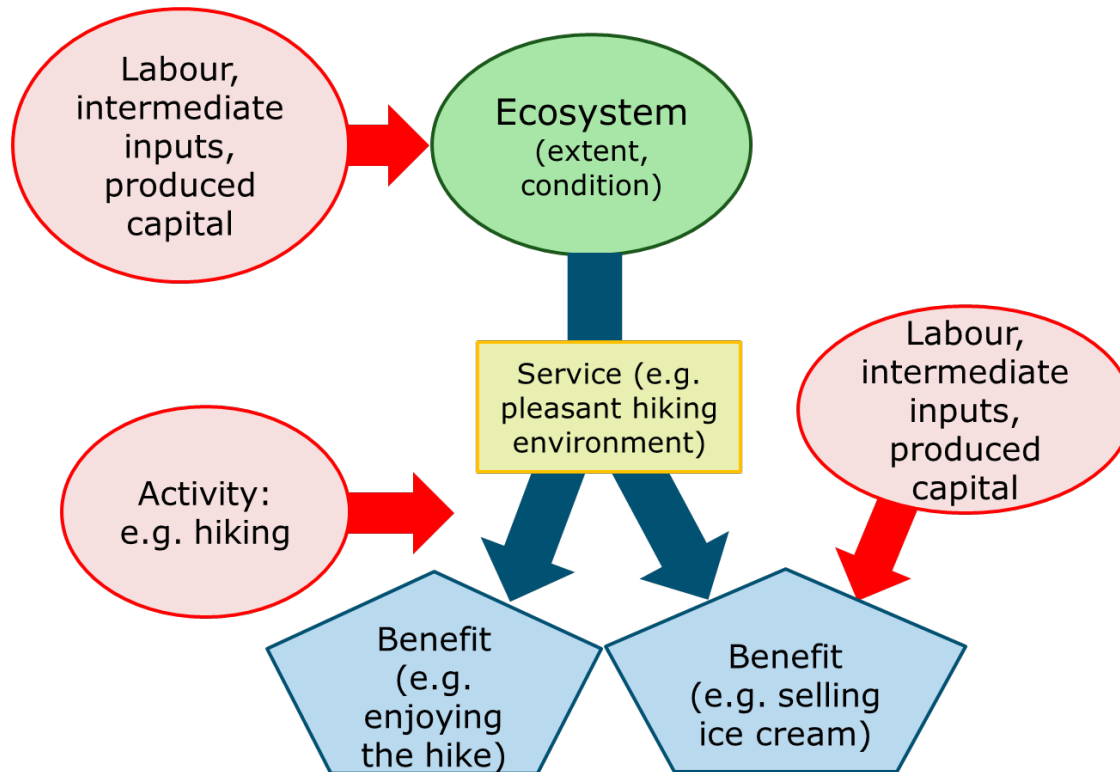 Labour,
intermediate
inputs,
produced
capital
Ecosystem
(extent,
condition)
Service (e.g.
pleasant hiking
environment)
Labour,
intermediate
inputs,
produced
capital
Activity:
e.g. hiking
Benefit
(e.g.
enjoying
the hike)
Benefit
(e.g. selling
ice cream)